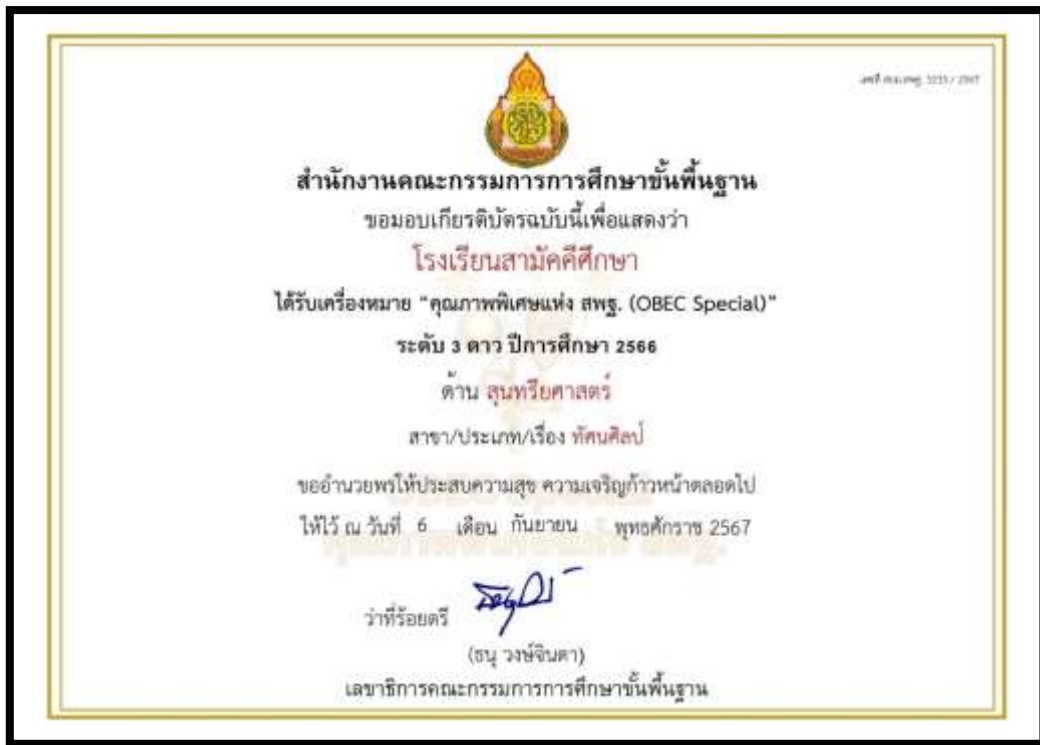 สำนักงานคณะกรรมการการศึกษาขั้นพื้นฐาน
ขอมอบเกียรติบัตรฉบับนี้เพื่อแสดงว่า
โรงเรียนสามัคคีศึกษา
ได้รับเครื่องหมาย "คุณภาพพิเศษแห่ง สพฐ. (OBEC Special)"
ระดับ 3 ดาว ปีการศึกษา 2566
ด้าน สุนทรียศาสตร์
สาขา/ประเภท/เรื่อง ทัศนศิลป์
ขออำนวยพรให้ประสบความสุข ความเจริญก้าวหน้าตลอดไป
ให้ไว้ ณ วันที่ 6 เดือน กันยายน พุทธศักราช 2567
ว่าที่ร้อยตรี
(ธนุ วงษ์จินดา)
เลขาธิการคณะกรรมการการศึกษาขั้นพื้นฐาน